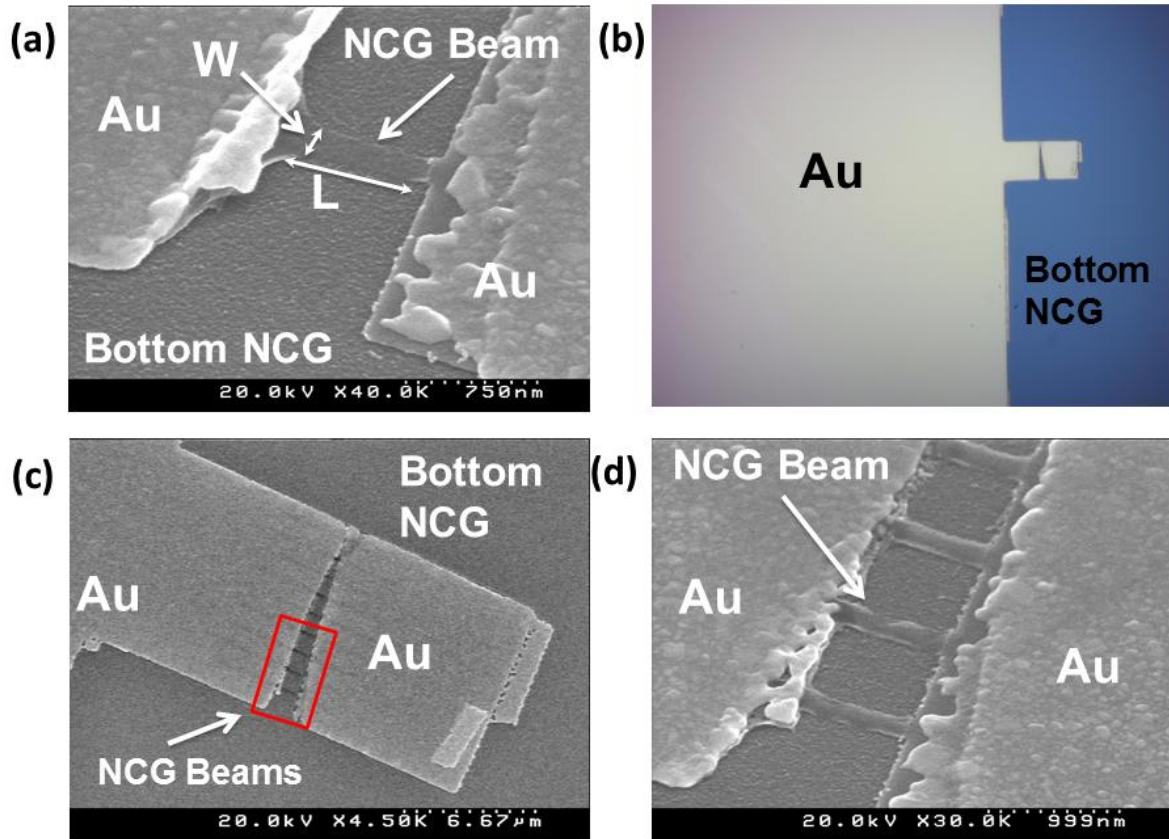 (a)
W
NCG Beam
Au
L
Au
Bottom NCG
20.0kV X40.0K 750nm
(b)
Au
Bottom
NCG
(c)
Bottom
NCG
Au
Au
NCG Beams
20.0kV X4.50K 6.67µm
(d)
NCG Beam
Au
Au
20.0kV X30.0K 999nm